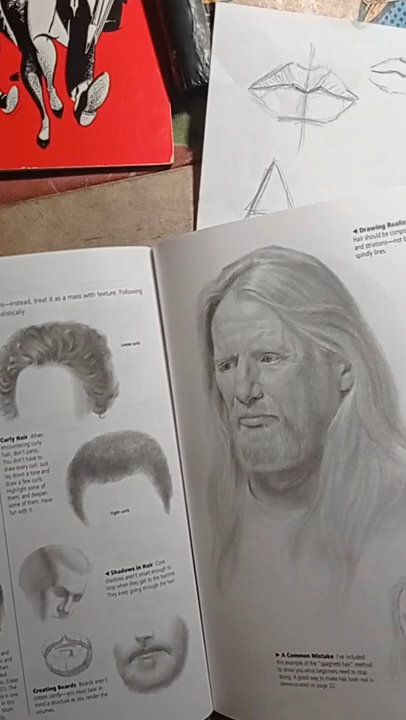 —instead, treat it as a mass with texture. Following
Loose curls
Curly Hair When
encountering curly
hair, don't panic.
You don't have to
draw every curl. Just
lay down a tone and
draw a few curls.
Highlight some of
them, and deepen
some of them. Have
fun with it.
Tight curls
◀ Shadows in Hair Core
shadows aren't smart enough to
stop when they get to the hairline.
They keep going through the hair.
Creating Beards Beards aren't
cotton candy—you must bear in
mind a structure as you render the
volumes.
◀ Drawing Realis
Hair should be compo
and striations—not b
spindly lines.
▶ A Common Mistake I've included
this example of the "spaghetti hair" method,
to show you what beginners need to stop
doing. A good way to make hair look real is
demonstrated on page